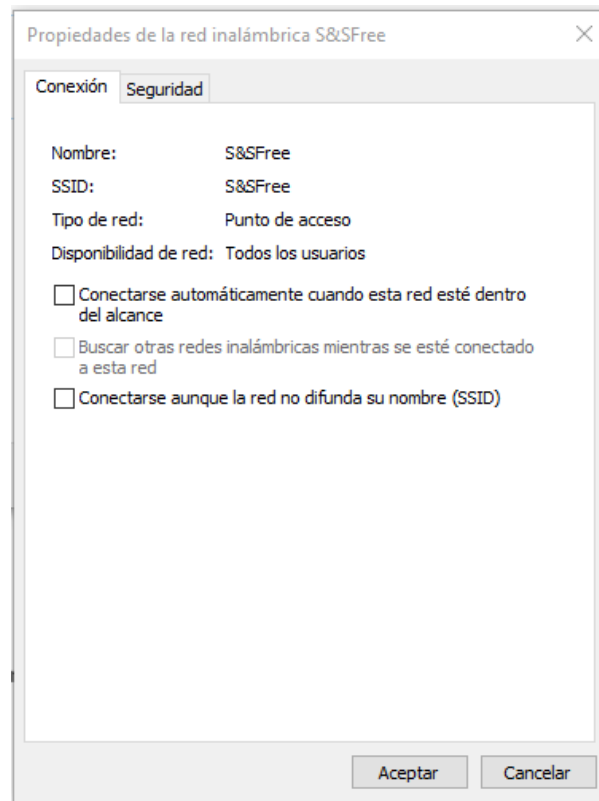 Propiedades de la red inalámbrica S&SFree
Conexión
Seguridad
Nombre: S&SFree
SSID: S&SFree
Tipo de red: Punto de acceso
Disponibilidad de red: Todos los usuarios
Conectarse automáticamente cuando esta red esté dentro
del alcance
Buscar otras redes inalámbricas mientras se esté conectado
a esta red
Conectarse aunque la red no difunda su nombre (SSID)
Aceptar
Cancelar